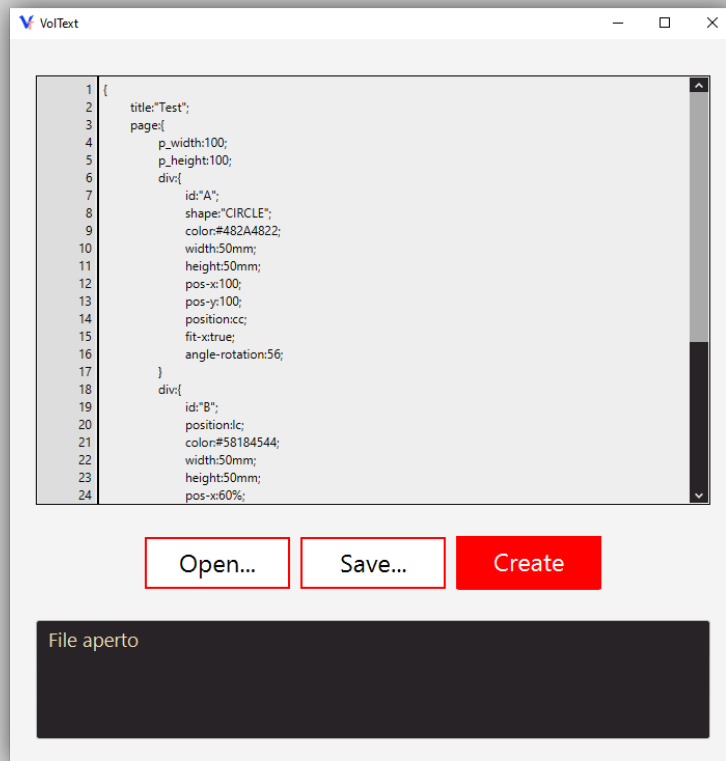 VolText
1 {
2 title:"Test";
3 page:{
4 p_width:100;
5 p_height:100;
6 div:{
7 id:"A";
8 shape:"CIRCLE";
9 color:#482A4822;
10 width:50mm;
11 height:50mm;
12 pos-x:100;
13 pos-y:100;
14 position:cc;
15 fit-x:true;
16 angle-rotation:56;
17 }
18 div:{
19 id:"B";
20 position:lc;
21 color:#58184544;
22 width:50mm;
23 height:50mm;
24 pos-x:60%;
Open... Save... Create
File aperto